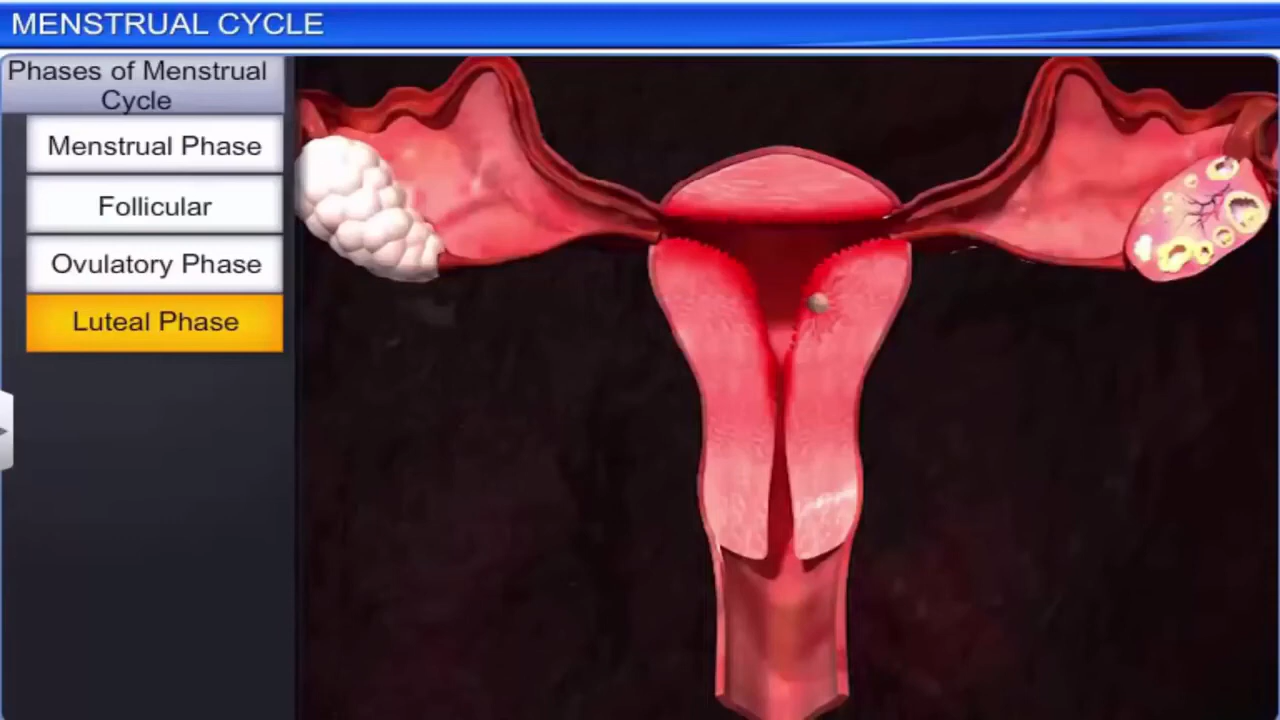 MENSTRUAL CYCLE
Phases of Menstrual
Cycle
Menstrual Phase
Follicular
Ovulatory Phase
Luteal Phase